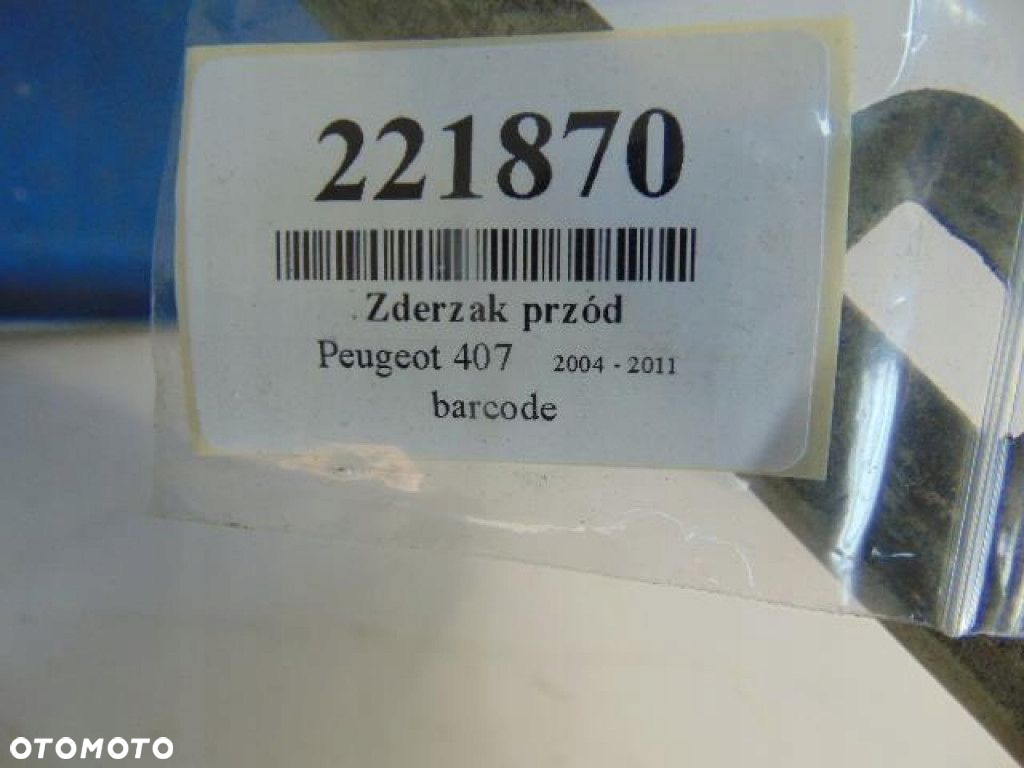 221870
Zderzak przód
Peugeot 407 2004 - 2011
barcode
OTOMOTO